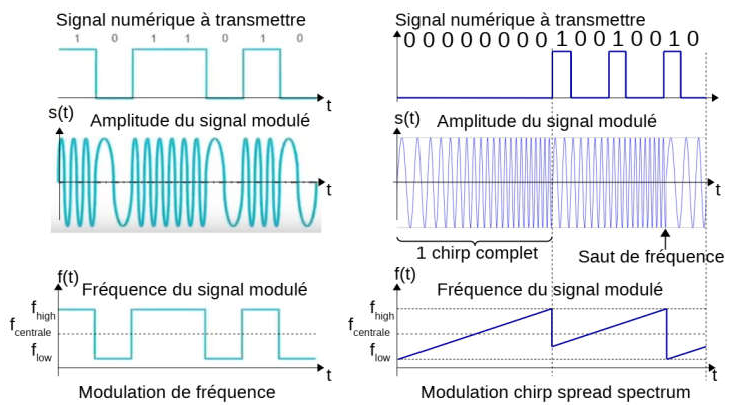 Signal numérique à transmettre
1 0 1 1 0 1 0
t
s(t)
Amplitude du signal modulé
t
f(t)
Fréquence du signal modulé
fhigh
fcentrale
flow
t
Modulation de fréquence
Signal numérique à transmettre
0 0 0 0 0 0 0 0 1 0 0 1 0 0 1 0
s(t)
Amplitude du signal modulé
t
1 chirp complet
Saut de fréquence
f(t)
Fréquence du signal modulé
fhigh
fcentrale
flow
t
Modulation chirp spread spectrum